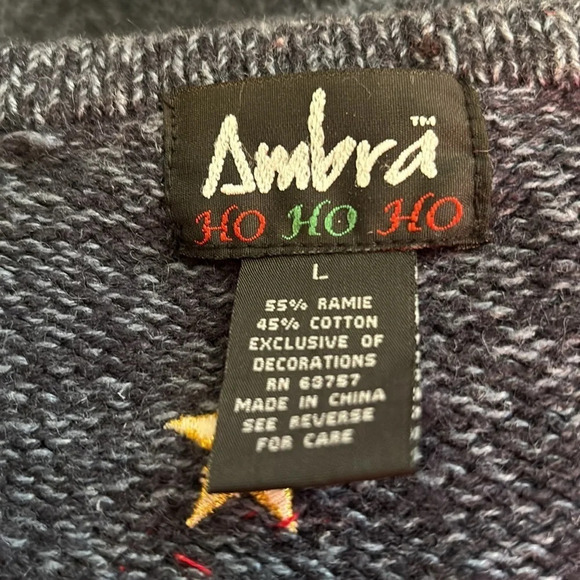 Ambra™
HO HO HO
L
55% RAMIE
45% COTTON
EXCLUSIVE OF
DECORATIONS
RN 63757
MADE IN CHINA
SEE REVERSE
FOR CARE